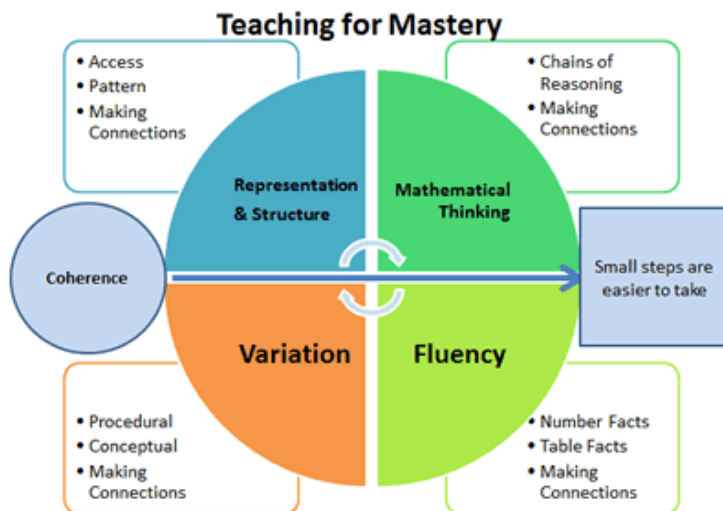 Teaching for Mastery
• Access
• Pattern
• Making
Connections
• Chains of
Reasoning
• Making
Connections
Representation
& Structure
Mathematical
Thinking
Coherence
Small steps are
easier to take
Variation
Fluency
• Procedural
• Conceptual
• Making
Connections
• Number Facts
• Table Facts
• Making
Connections